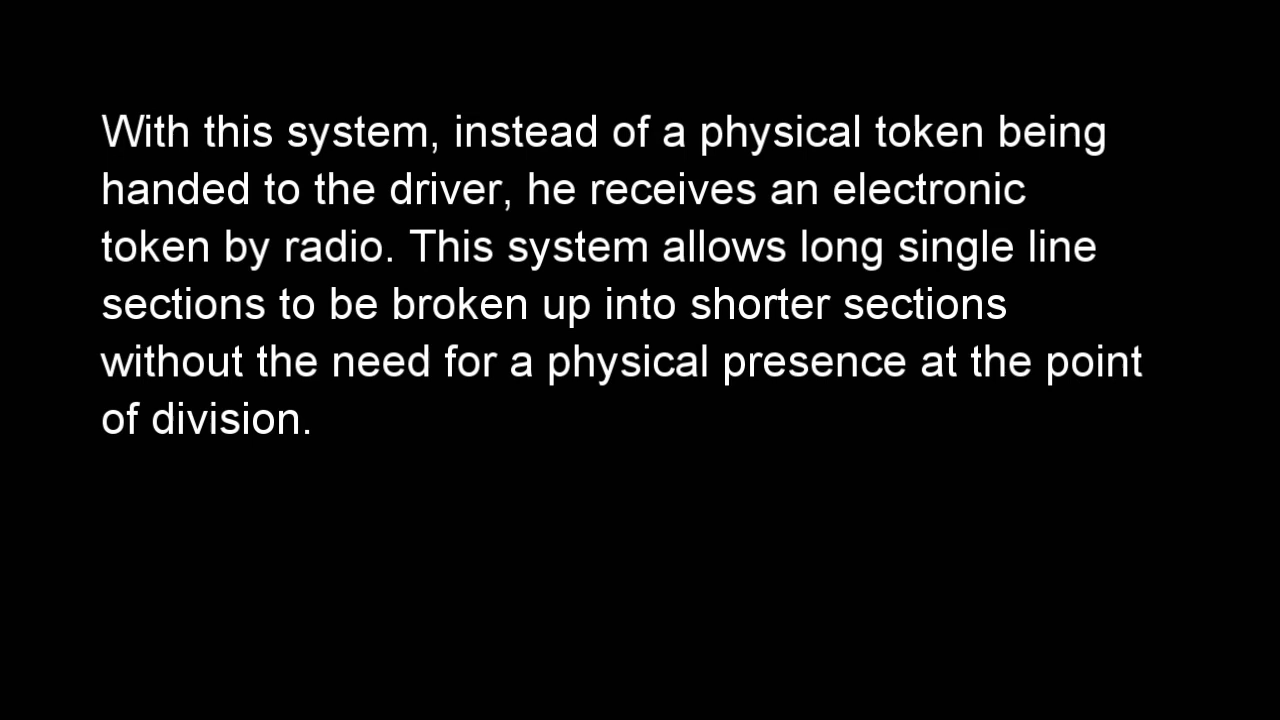 With this system, instead of a physical token being
handed to the driver, he receives an electronic
token by radio. This system allows long single line
sections to be broken up into shorter sections
without the need for a physical presence at the point
of division.